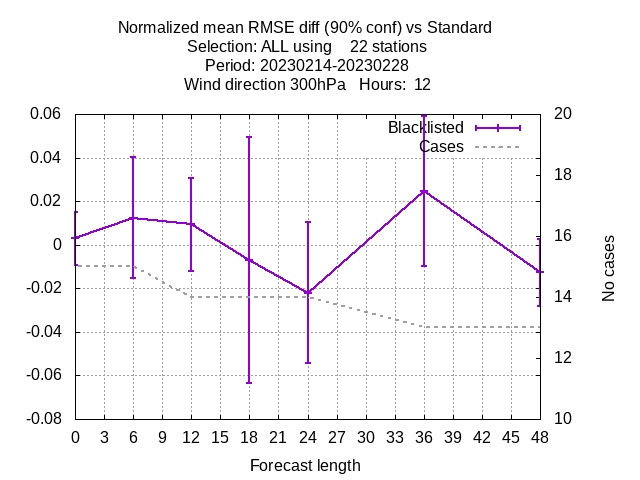 Normalized mean RMSE diff (90% conf) vs Standard
Selection: ALL using    22 stations
Period: 20230214-20230228
Wind direction 300hPa   Hours:  12
Blacklisted
Cases
0.06
0.04
0.02
0
-0.02
-0.04
-0.06
-0.08
20
18
16
14
12
10
No cases
0 3 6 9 12 15 18 21 24 27 30 33 36 39 42 45 48
Forecast length